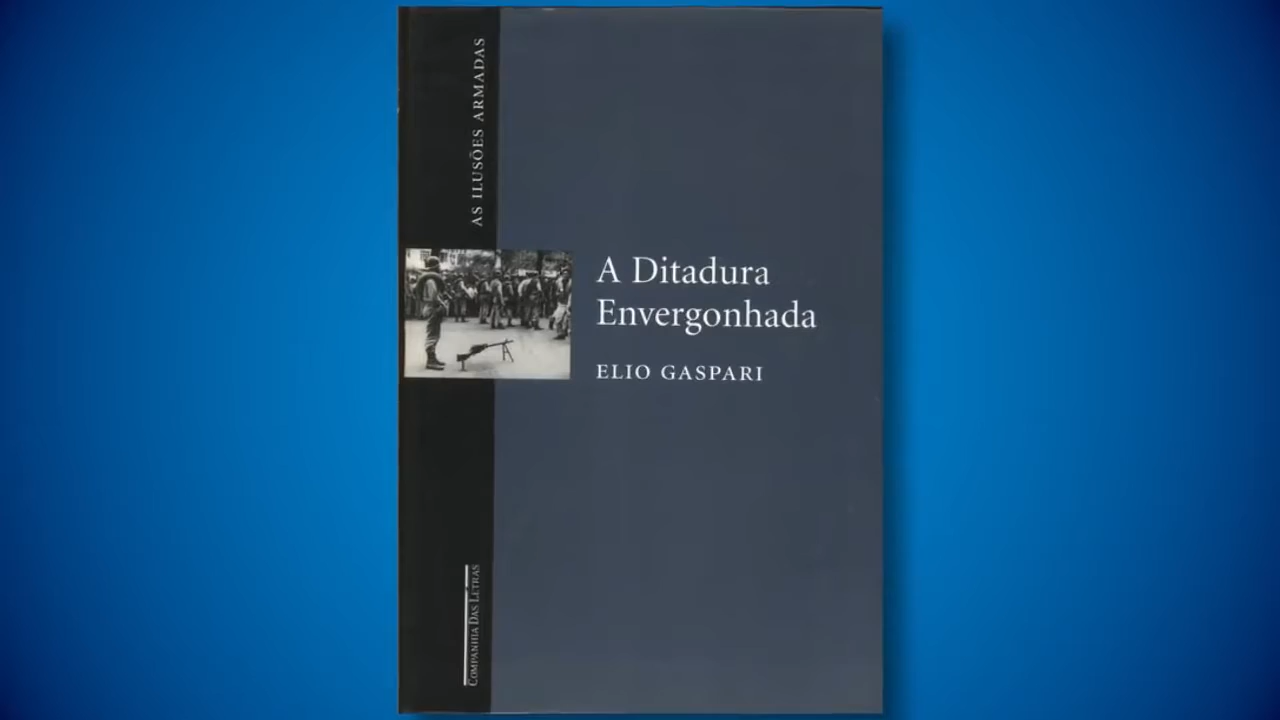 AS ILUSÕES ARMADAS
A Ditadura
Envergonhada
ELIO GASPARI
COMPANHIA DAS LETRAS